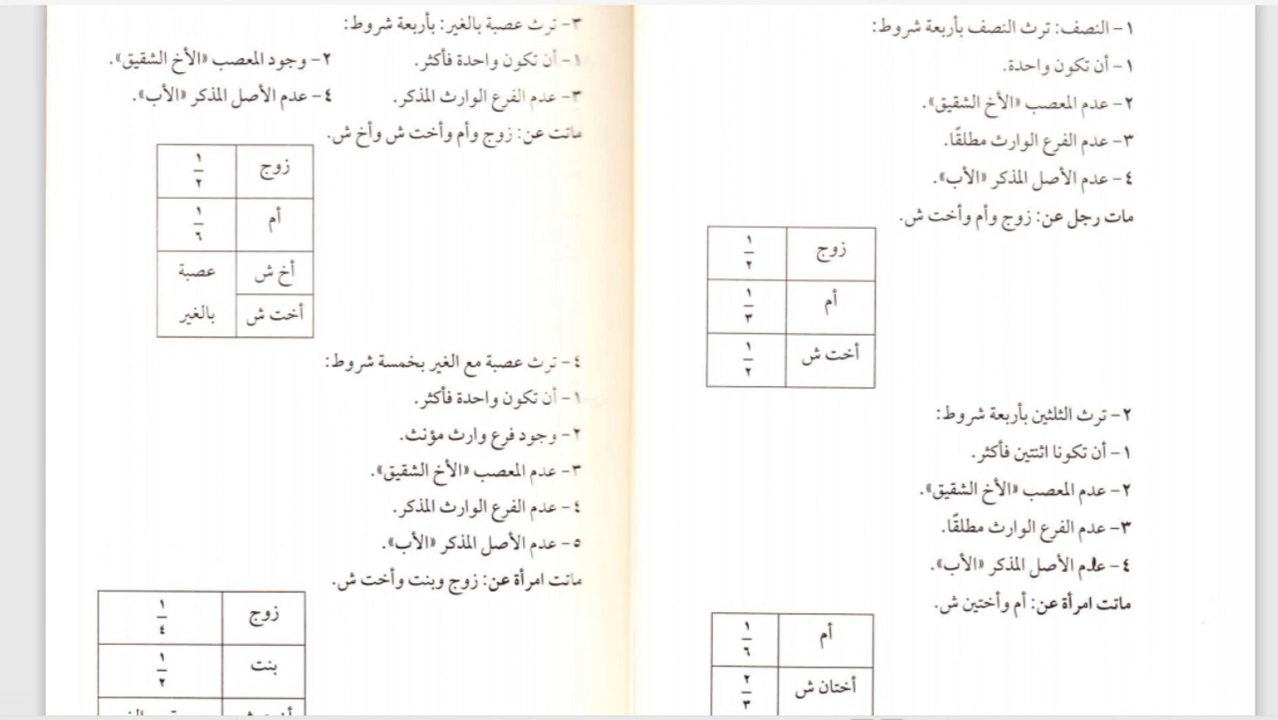 ١- النصف: ترث النصف بأربعة شروط:
١- أن تكون واحدة.
٢- عدم المعصب «الأخ الشقيق».
٣- عدم الفرع الوارث مطلقًا.
٤- عدم الأصل المذكر «الأب».
مات رجل عن: زوج وأم وأخت ش.
زوج ١/٢
أم ١/٣
أخت ش ١/٢
٢- ترث الثلثين بأربعة شروط:
١- أن تكونا اثنتين فأكثر.
٢- عدم المعصب «الأخ الشقيق».
٣- عدم الفرع الوارث مطلقًا.
٤- عدم الأصل المذكر «الأب».
ماتت امرأة عن: أم وأختين ش.
أم ١/٦
أختان ش ٢/٣
٣- ترث عصبة بالغير: بأربعة شروط:
١- أن تكون واحدة فأكثر. ٢- وجود المعصب «الأخ الشقيق».
٣- عدم الفرع الوارث المذكر. ٤- عدم الأصل المذكر «الأب».
ماتت عن: زوج وأم وأخت ش وأخ ش.
زوج ١/٢
أم ١/٦
أخ ش عصبة
أخت ش بالغير
٤- ترث عصبة مع الغير بخمسة شروط:
١- أن تكون واحدة فأكثر.
٢- وجود فرع وارث مؤنث.
٣- عدم المعصب «الأخ الشقيق».
٤- عدم الفرع الوارث المذكر.
٥- عدم الأصل المذكر «الأب».
ماتت امرأة عن: زوج وبنت وأخت ش.
زوج ١/٤
بنت ١/٢